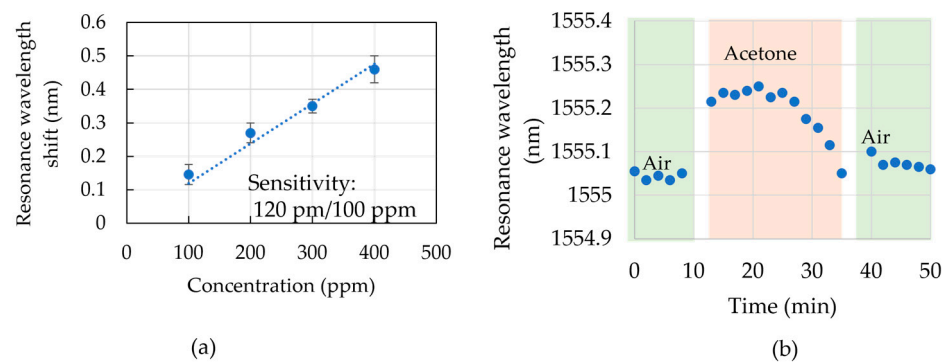 Resonance wavelength
shift (nm)
0.6
0.5
0.4
0.3
0.2
0.1
0
Sensitivity:
120 pm/100 ppm
0 100 200 300 400 500
Concentration (ppm)
(a)
Resonance wavelength
(nm)
1555.4
1555.3
1555.2
1555.1
1555
1554.9
Acetone
Air
Air
0 10 20 30 40 50
Time (min)
(b)